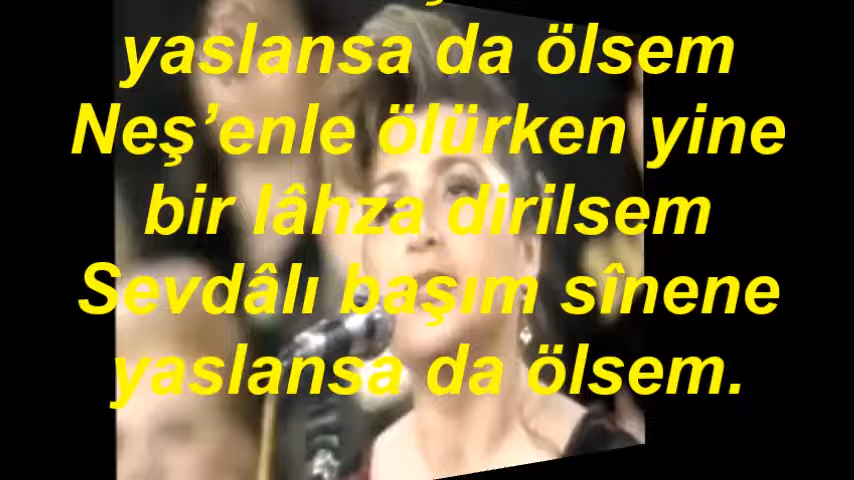 yaslansa da ölsem
Neş’enle ölürken yine
bir lâhza dirilsem
Sevdâlı başım sînene
yaslansa da ölsem.